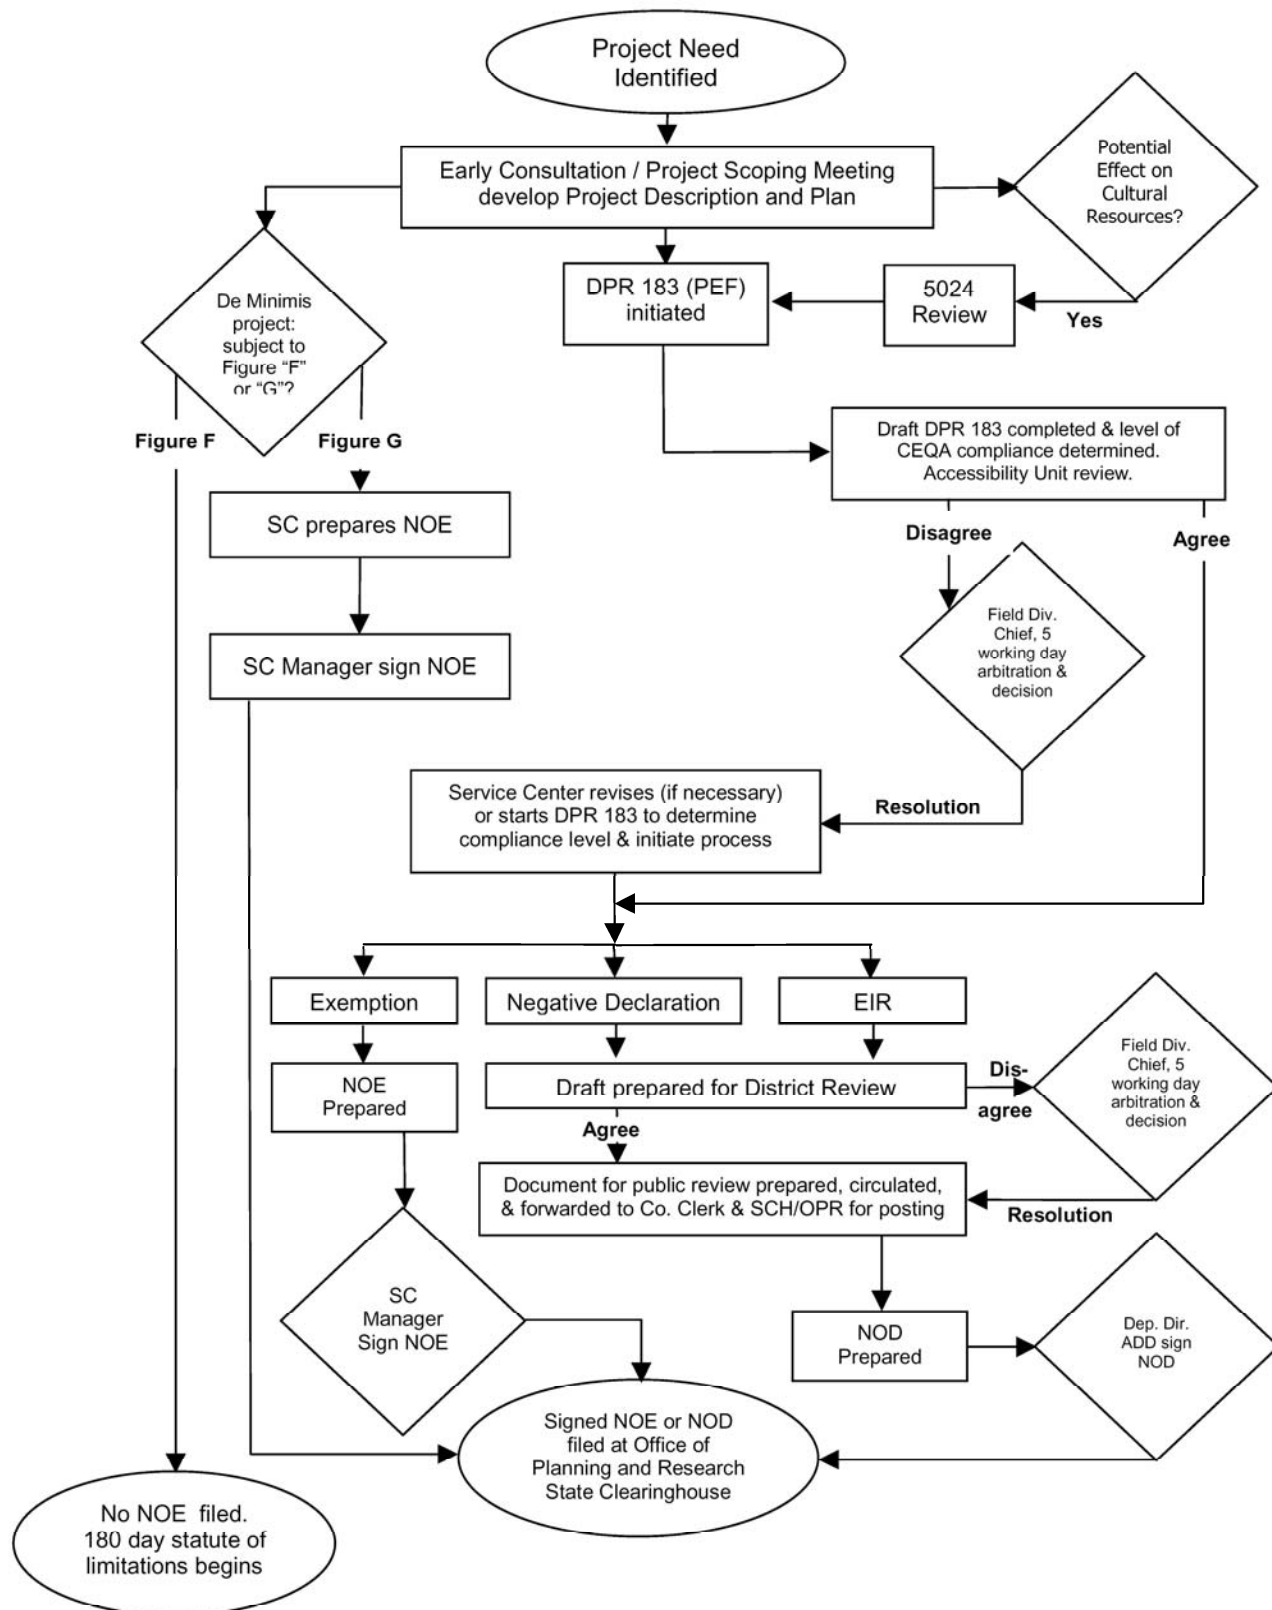 Project Need
Identified
Early Consultation / Project Scoping Meeting
develop Project Description and Plan
Potential
Effect on
Cultural
Resources?
De Minimis
project:
subject to
Figure “F”
or “G”?
DPR 183 (PEF)
initiated
5024
Review
Yes
Figure F
Figure G
Draft DPR 183 completed & level of
CEQA compliance determined.
Accessibility Unit review.
SC prepares NOE
Disagree
Agree
SC Manager sign NOE
Field Div.
Chief, 5
working day
arbitration &
decision
Service Center revises (if necessary)
or starts DPR 183 to determine
compliance level & initiate process
Resolution
Exemption
Negative Declaration
EIR
NOE
Prepared
Draft prepared for District Review
Dis-
agree
Field Div.
Chief, 5
working day
arbitration &
decision
Agree
Document for public review prepared, circulated,
& forwarded to Co. Clerk & SCH/OPR for posting
Resolution
SC
Manager
Sign NOE
NOD
Prepared
Dep. Dir.
ADD sign
NOD
Signed NOE or NOD
filed at Office of
Planning and Research
State Clearinghouse
No NOE filed.
180 day statute of
limitations begins